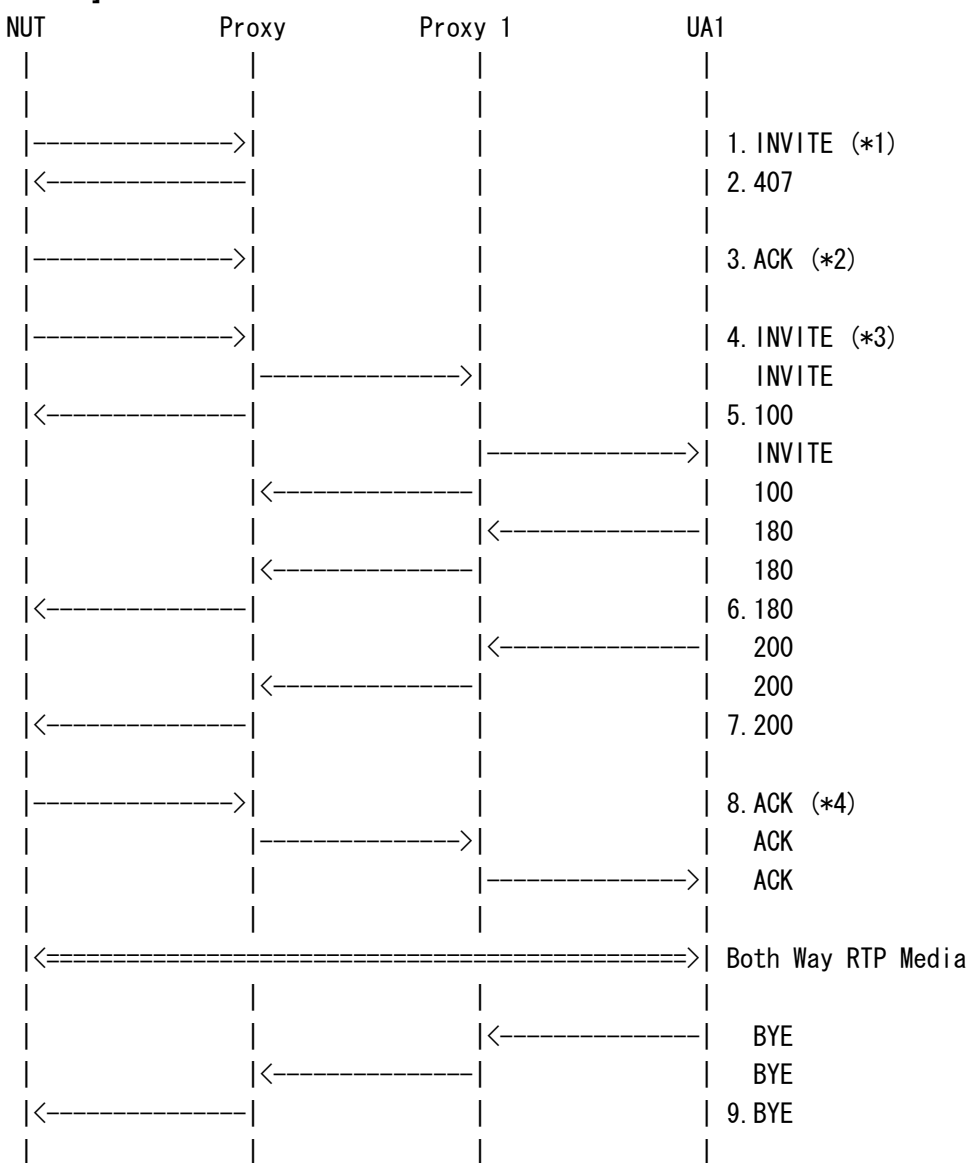 NUT Proxy Proxy 1 UA1
1. INVITE (*1)
2. 407
3. ACK (*2)
4. INVITE (*3)
INVITE
5. 100
INVITE
100
180
180
6. 180
200
200
7. 200
8. ACK (*4)
ACK
ACK
Both Way RTP Media
BYE
BYE
9. BYE